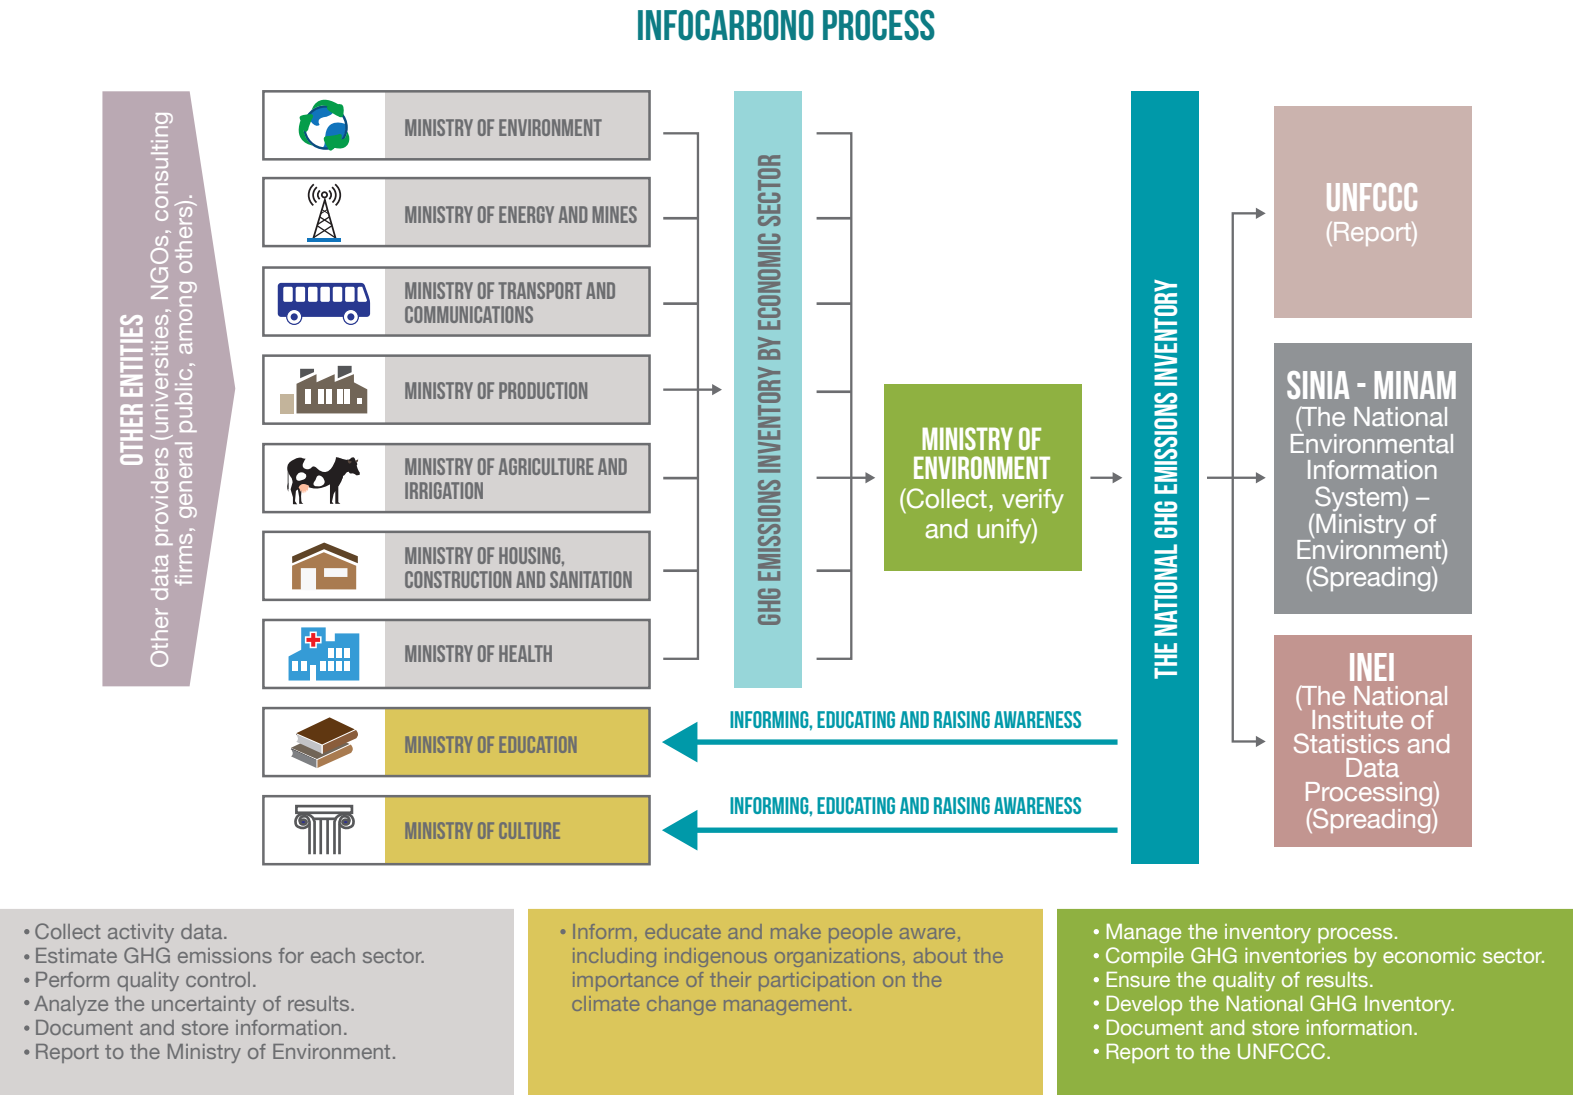 INFOCARBONO PROCESS
OTHER ENTITIES
Other data providers (universities, NGOs, consulting
firms, general public, among others).
MINISTRY OF ENVIRONMENT
MINISTRY OF ENERGY AND MINES
MINISTRY OF TRANSPORT AND
COMMUNICATIONS
MINISTRY OF PRODUCTION
MINISTRY OF AGRICULTURE AND
IRRIGATION
MINISTRY OF HOUSING,
CONSTRUCTION AND SANITATION
MINISTRY OF HEALTH
MINISTRY OF EDUCATION
MINISTRY OF CULTURE
GHG EMISSIONS INVENTORY BY ECONOMIC SECTOR
MINISTRY OF
ENVIRONMENT
(Collect, verify
and unify)
INFORMING, EDUCATING AND RAISING AWARENESS
INFORMING, EDUCATING AND RAISING AWARENESS
THE NATIONAL GHG EMISSIONS INVENTORY
UNFCCC
(Report)
SINIA - MINAM
(The National
Environmental
Information
System) –
(Ministry of
Environment)
(Spreading)
INEI
(The National
Institute of
Statistics and
Data
Processing)
(Spreading)
• Collect activity data.
• Estimate GHG emissions for each sector.
• Perform quality control.
• Analyze the uncertainty of results.
• Document and store information.
• Report to the Ministry of Environment.
• Inform, educate and make people aware,
including indigenous organizations, about the
importance of their participation on the
climate change management.
• Manage the inventory process.
• Compile GHG inventories by economic sector.
• Ensure the quality of results.
• Develop the National GHG Inventory.
• Document and store information.
• Report to the UNFCCC.